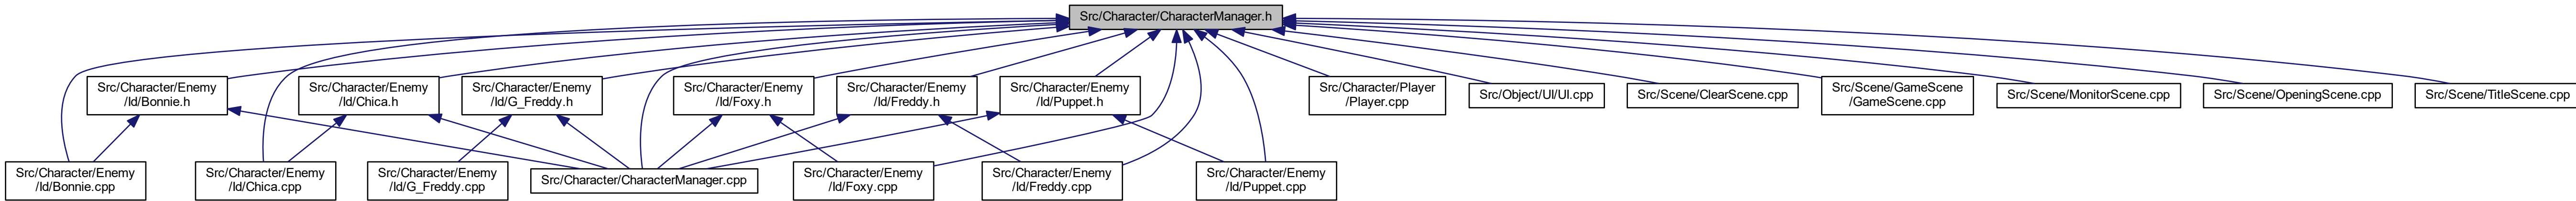 Src/Character/CharacterManager.h
Src/Character/Enemy
/Id/Bonnie.h
Src/Character/Enemy
/Id/Chica.h
Src/Character/Enemy
/Id/G_Freddy.h
Src/Character/Enemy
/Id/Foxy.h
Src/Character/Enemy
/Id/Freddy.h
Src/Character/Enemy
/Id/Puppet.h
Src/Character/Player
/Player.cpp
Src/Object/UI/UI.cpp
Src/Scene/ClearScene.cpp
Src/Scene/GameScene
/GameScene.cpp
Src/Scene/MonitorScene.cpp
Src/Scene/OpeningScene.cpp
Src/Scene/TitleScene.cpp
Src/Character/Enemy
/Id/Bonnie.cpp
Src/Character/Enemy
/Id/Chica.cpp
Src/Character/Enemy
/Id/G_Freddy.cpp
Src/Character/CharacterManager.cpp
Src/Character/Enemy
/Id/Foxy.cpp
Src/Character/Enemy
/Id/Freddy.cpp
Src/Character/Enemy
/Id/Puppet.cpp